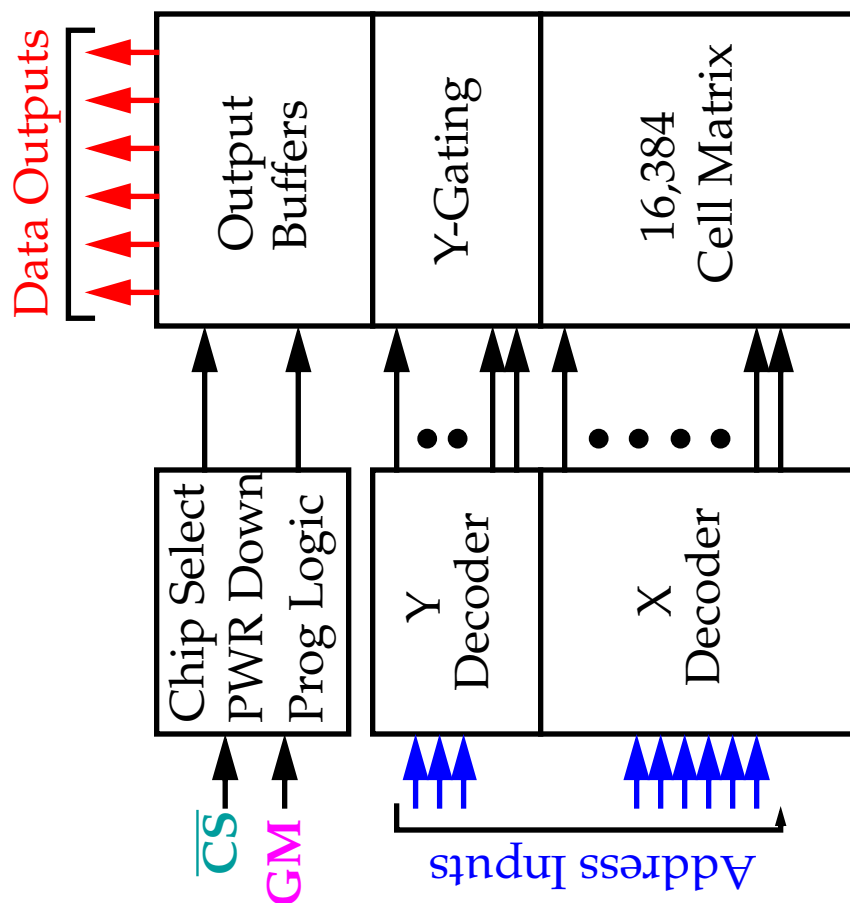 Data Outputs
Output
Buffers
Y-Gating
16,384
Cell Matrix
Chip Select
PWR Down
Prog Logic
Y
Decoder
X
Decoder
CS
GM
Address Inputs